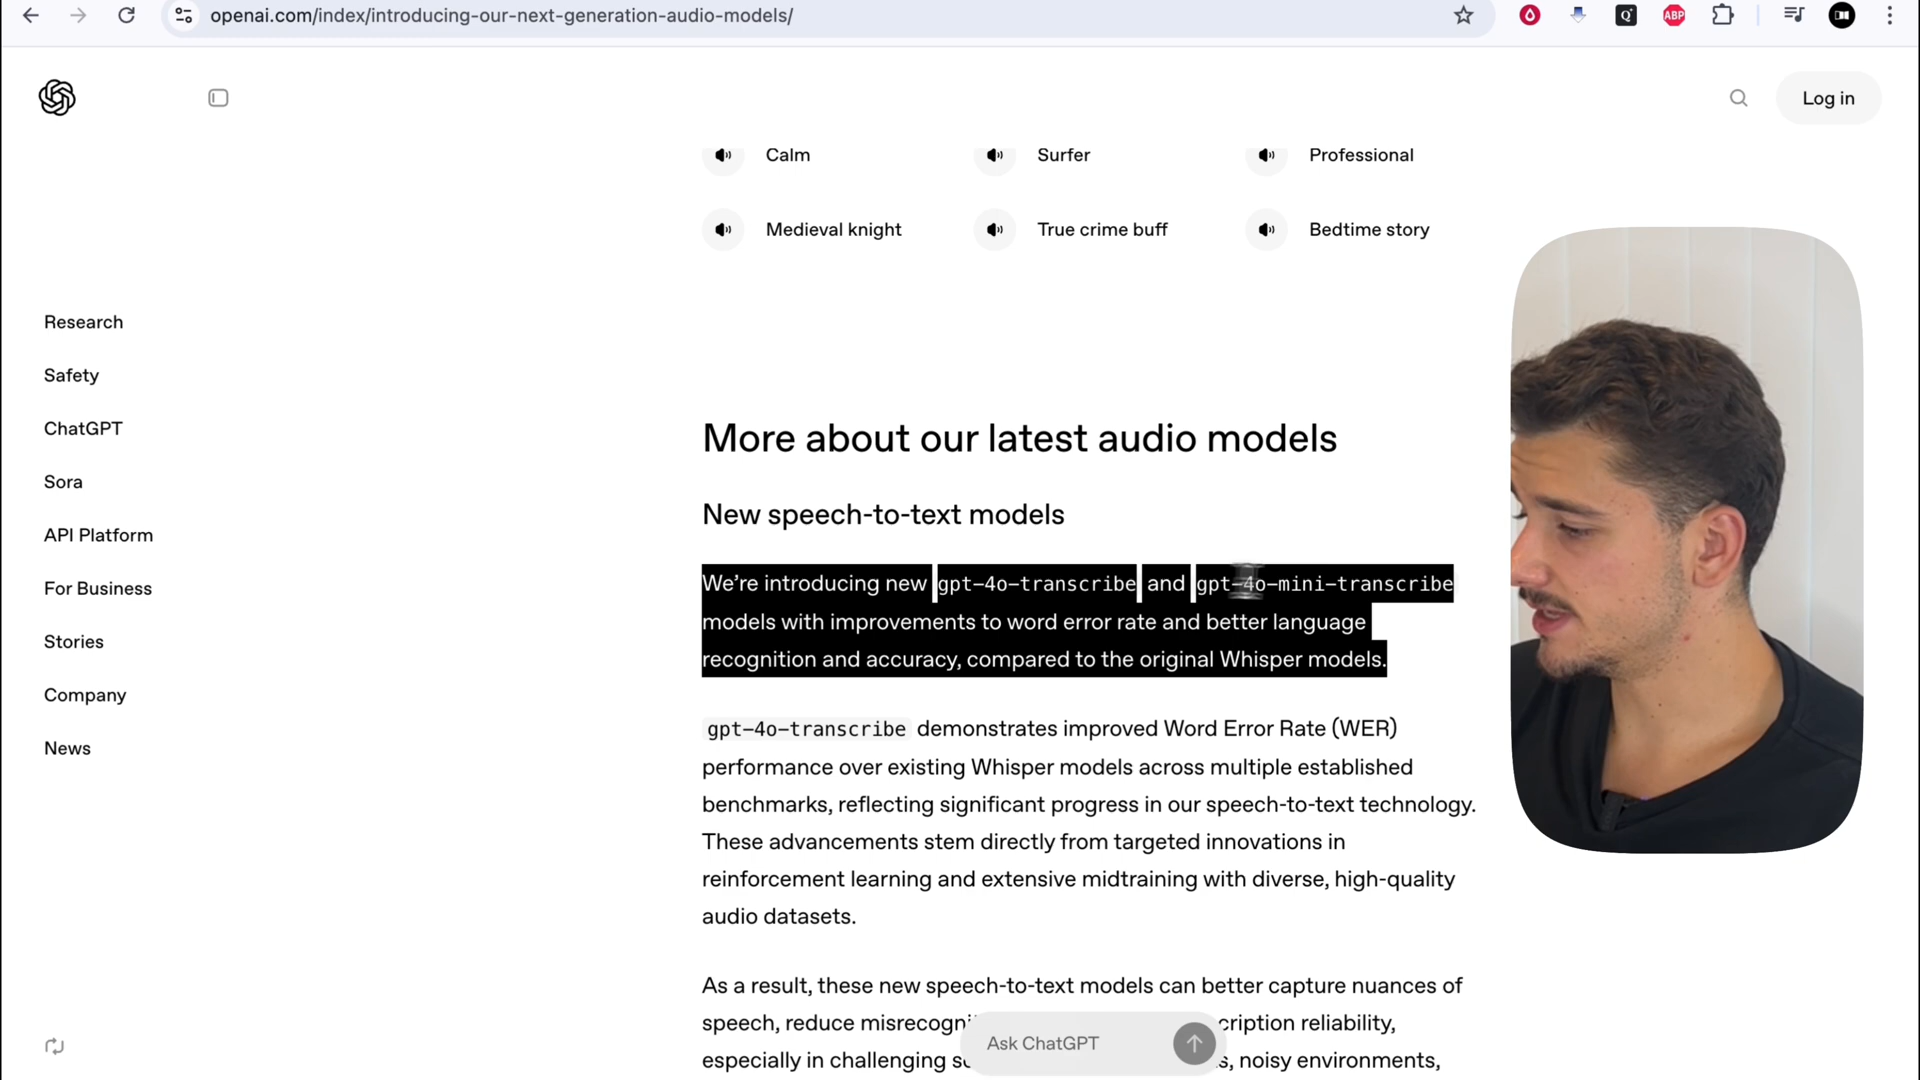 openai.com/index/introducing-our-next-generation-audio-models/
Q
ABP
Log in
Calm
Surfer
Professional
Medieval knight
True crime buff
Bedtime story
Research
Safety
ChatGPT
Sora
API Platform
For Business
Stories
Company
News
More about our latest audio models
New speech-to-text models
We’re introducing new gpt-4o-transcribe and gpt-4o-mini-transcribe
models with improvements to word error rate and better language
recognition and accuracy, compared to the original Whisper models.
gpt-4o-transcribe demonstrates improved Word Error Rate (WER)
performance over existing Whisper models across multiple established
benchmarks, reflecting significant progress in our speech-to-text technology.
These advancements stem directly from targeted innovations in
reinforcement learning and extensive midtraining with diverse, high-quality
audio datasets.
As a result, these new speech-to-text models can better capture nuances of
speech, reduce misrecogni cription reliability,
especially in challenging noisy environments,
Ask ChatGPT